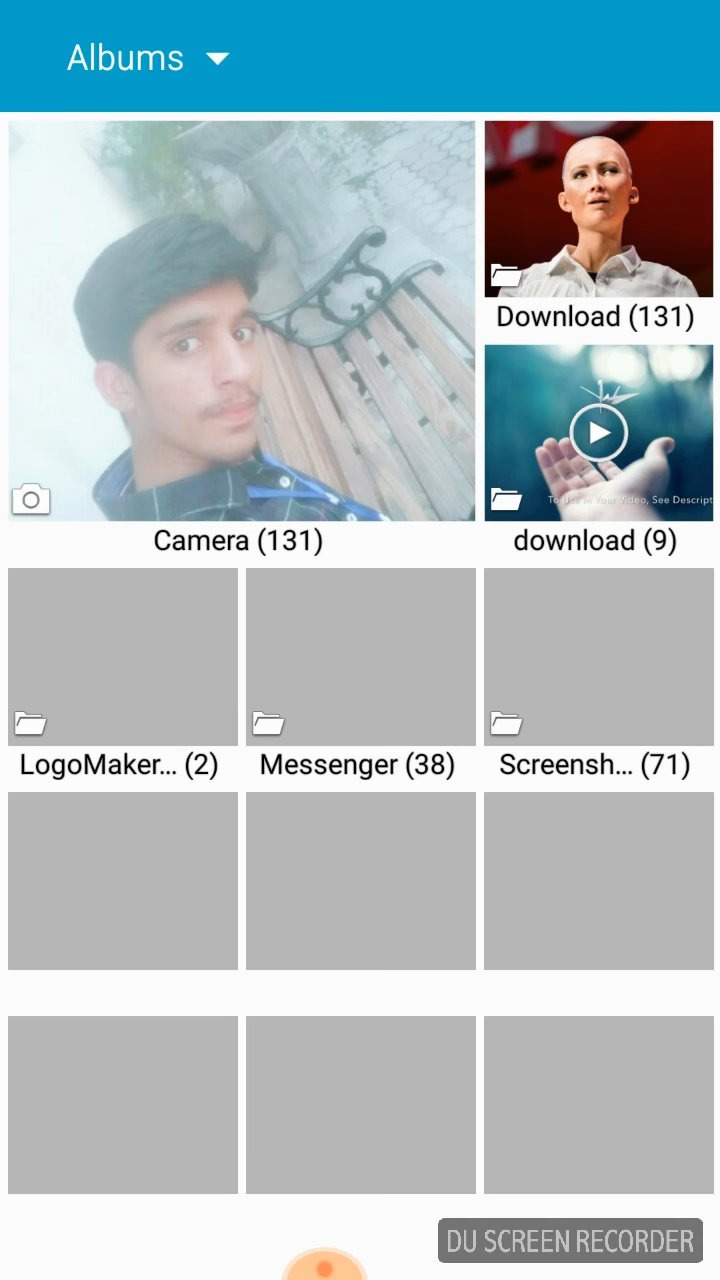 Albums
Download (131)
To Use In Your Video, See Descript
Camera (131)
download (9)
LogoMaker... (2)
Messenger (38)
Screensh... (71)
DU SCREEN RECORDER